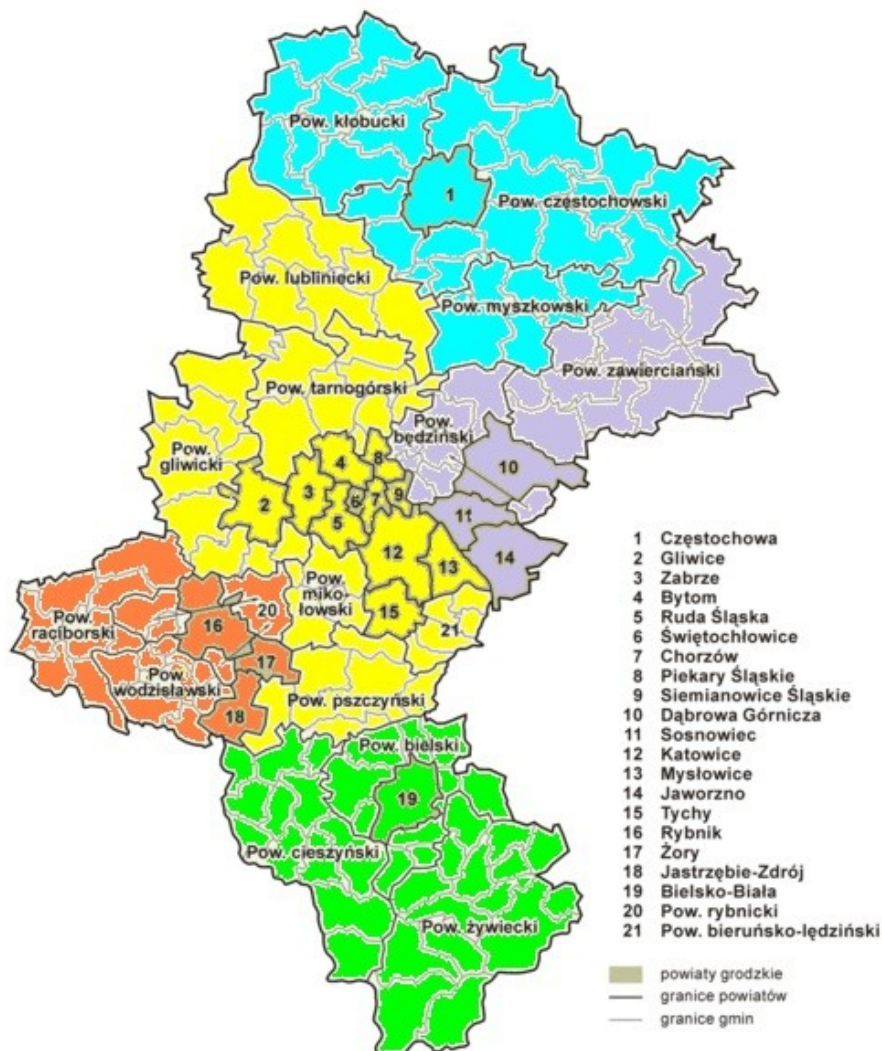 Pow. kłobucki
1
Pow. częstochowski
Pow. lubliniecki
Pow. myszkowski
Pow. zawierciański
Pow. tarnogórski
Pow.
będziński
Pow.
gliwicki
4
8
10
2
3
6
7
9
5
11
12
13
14
Pow.
miko-
łowski
15
20
21
Pow.
raciborski
16
17
Pow.
wodzisławski
Pow. pszczyński
18
Pow. bielski
19
Pow. cieszyński
Pow. żywiecki
1 Częstochowa
2 Gliwice
3 Zabrze
4 Bytom
5 Ruda Śląska
6 Świętochłowice
7 Chorzów
8 Piekary Śląskie
9 Siemianowice Śląskie
10 Dąbrowa Górnicza
11 Sosnowiec
12 Katowice
13 Mysłowice
14 Jaworzno
15 Tychy
16 Rybnik
17 Żory
18 Jastrzębie-Zdrój
19 Bielsko-Biała
20 Pow. rybnicki
21 Pow. bieruńsko-lędziński
powiaty grodzkie
granice powiatów
granice gmin